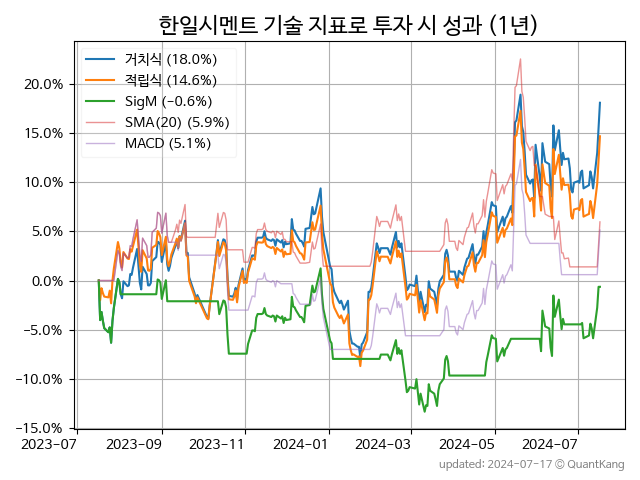 한일시멘트 기술 지표로 투자 시 성과 (1년)
거치식 (18.0%)
적립식 (14.6%)
SigM (−0.6%)
SMA(20) (5.9%)
MACD (5.1%)
20.0%
15.0%
10.0%
5.0%
0.0%
−5.0%
−10.0%
−15.0%
2023-07 2023-09 2023-11 2024-01 2024-03 2024-05 2024-07
updated: 2024-07-17 © QuantKang